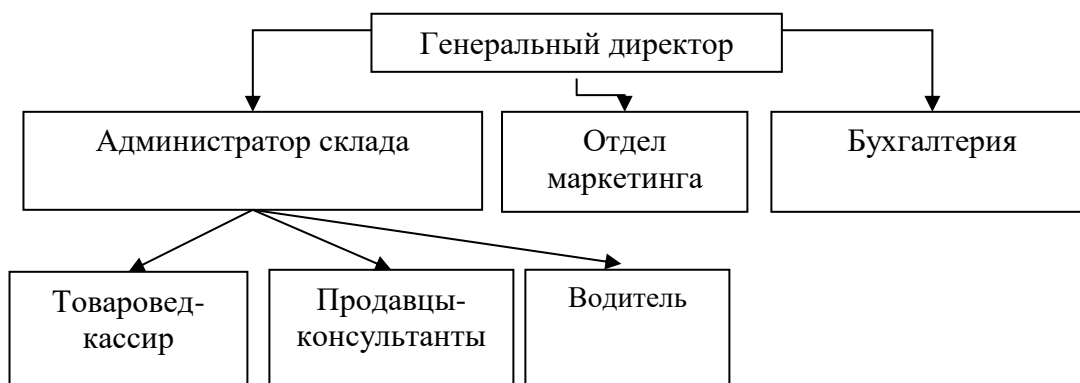 Генеральный директор
Администратор склада
Отдел
маркетинга
Бухгалтерия
Товаровед-
кассир
Продавцы-
консультанты
Водитель